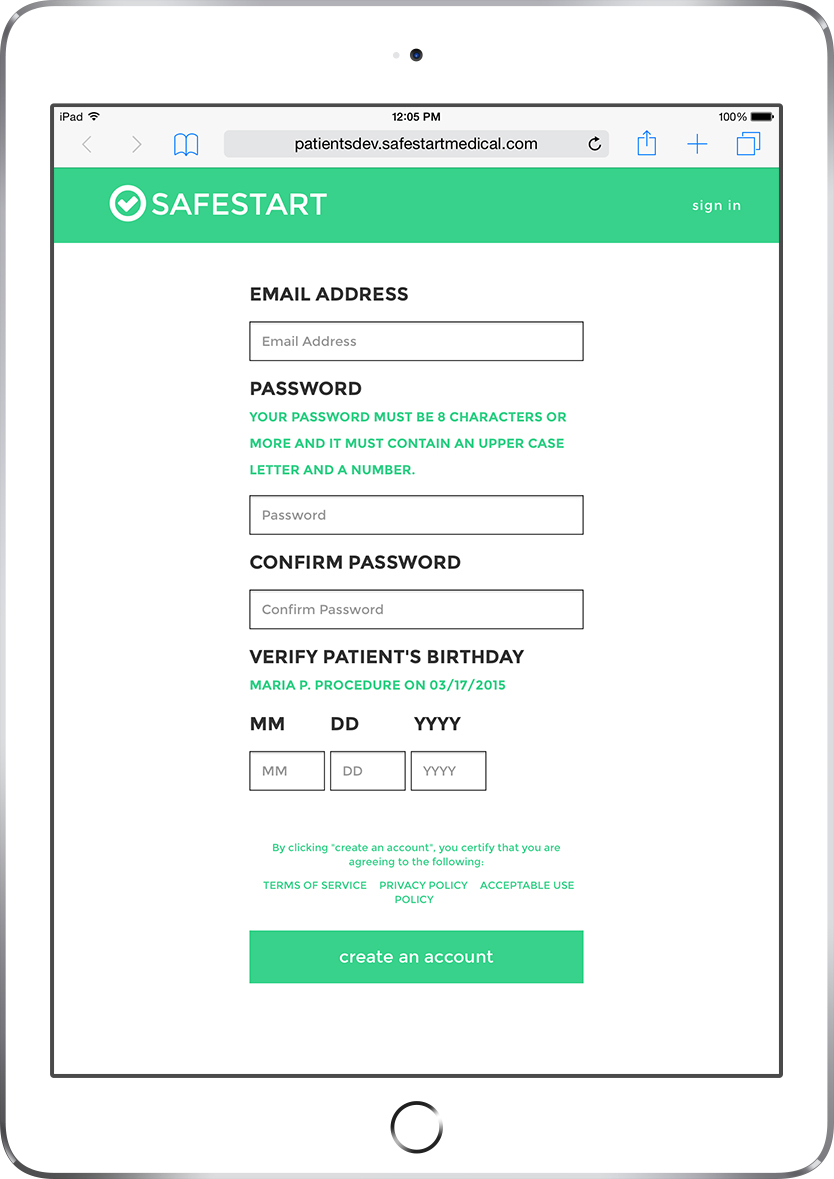 iPad 12:05 PM 100%
patientsdev.safestartmedical.com
SAFESTART sign in
EMAIL ADDRESS
Email Address
PASSWORD
YOUR PASSWORD MUST BE 8 CHARACTERS OR
MORE AND IT MUST CONTAIN AN UPPER CASE
LETTER AND A NUMBER.
Password
CONFIRM PASSWORD
Confirm Password
VERIFY PATIENT'S BIRTHDAY
MARIA P. PROCEDURE ON 03/17/2015
MM DD YYYY
MM DD YYYY
By clicking "create an account", you certify that you are
agreeing to the following:
TERMS OF SERVICE PRIVACY POLICY ACCEPTABLE USE
POLICY
create an account